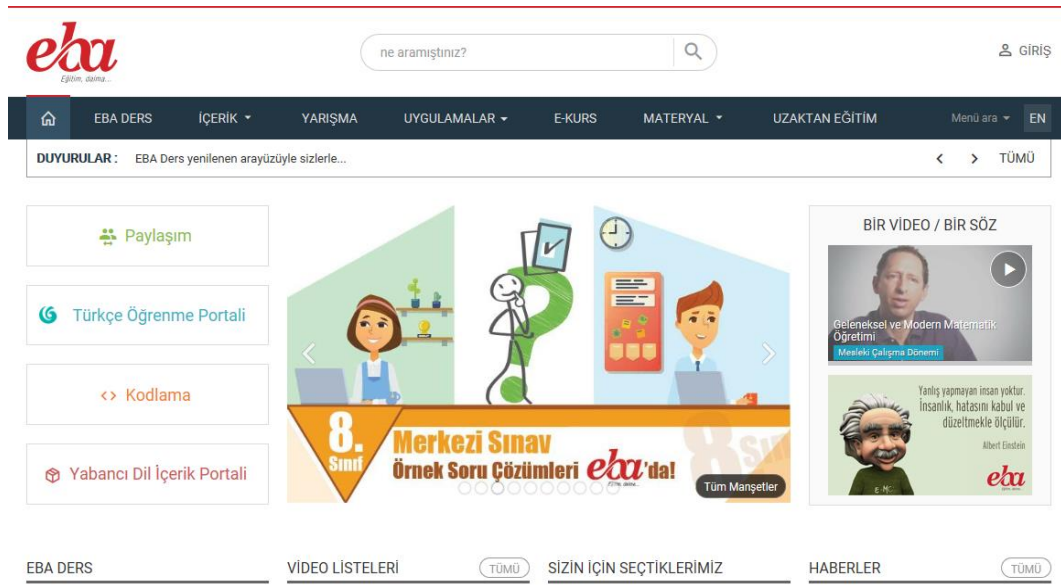 eba
Eğitim, daima...
ne aramıştınız?
GİRİŞ
EBA DERS İÇERİK YARIŞMA UYGULAMALAR E-KURS MATERYAL UZAKTAN EĞİTİM Menü ara EN
DUYURULAR : EBA Ders yenilenen arayüzüyle sizlerle... TÜMÜ
Paylaşım
Türkçe Öğrenme Portali
Kodlama
Yabancı Dil İçerik Portali
8.
Sınıf
Merkezi Sınav
Örnek Soru Çözümleri eba'da!
Tüm Manşetler
BİR VİDEO / BİR SÖZ
Geleneksel ve Modern Matematik
Öğretimi
Mesleki Çalışma Dönemi
Yanlış yapmayan insan yoktur.
İnsanlık, hatasını kabul ve
düzeltmekle ölçülür.
Albert Einstein
eba
EBA DERS
VİDEO LİSTELERİ TÜMÜ
SİZİN İÇİN SEÇTİKLERİMİZ
HABERLER TÜMÜ